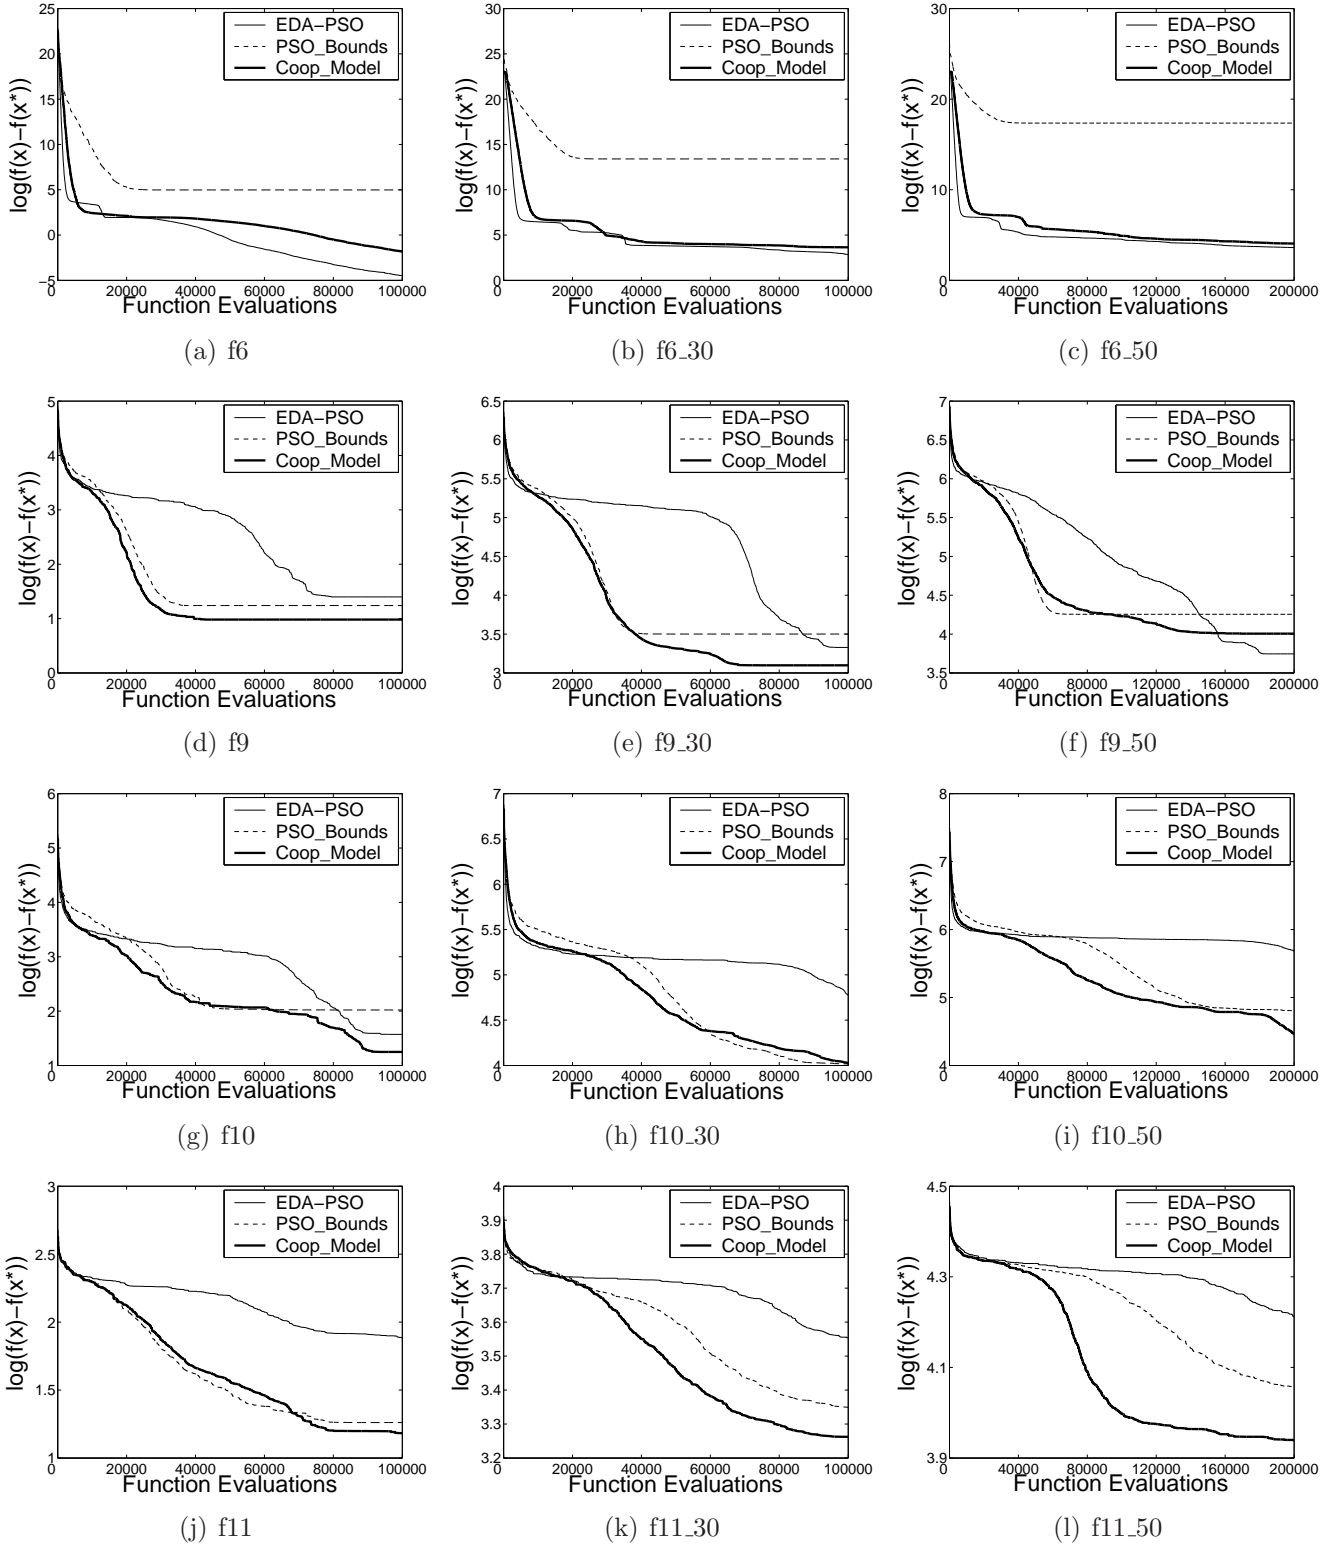 25
20
15
10
5
0
−5
log(f(x)−f(x*))
EDA−PSO
PSO_Bounds
Coop_Model
0 20000 40000 60000 80000 100000
Function Evaluations
(a) f6
30
25
20
15
10
5
0
log(f(x)−f(x*))
EDA−PSO
PSO_Bounds
Coop_Model
0 20000 40000 60000 80000 100000
Function Evaluations
(b) f6_30
30
20
10
0
log(f(x)−f(x*))
EDA−PSO
PSO_Bounds
Coop_Model
0 40000 80000 120000 160000 200000
Function Evaluations
(c) f6_50
5
4
3
2
1
0
log(f(x)−f(x*))
EDA−PSO
PSO_Bounds
Coop_Model
0 20000 40000 60000 80000 100000
Function Evaluations
(d) f9
6.5
6
5.5
5
4.5
4
3.5
3
log(f(x)−f(x*))
EDA−PSO
PSO_Bounds
Coop_Model
0 20000 40000 60000 80000 100000
Function Evaluations
(e) f9_30
7
6.5
6
5.5
5
4.5
4
3.5
log(f(x)−f(x*))
EDA−PSO
PSO_Bounds
Coop_Model
0 40000 80000 120000 160000 200000
Function Evaluations
(f) f9_50
6
5
4
3
2
1
log(f(x)−f(x*))
EDA−PSO
PSO_Bounds
Coop_Model
0 20000 40000 60000 80000 100000
Function Evaluations
(g) f10
7
6.5
6
5.5
5
4.5
4
log(f(x)−f(x*))
EDA−PSO
PSO_Bounds
Coop_Model
0 20000 40000 60000 80000 100000
Function Evaluations
(h) f10_30
8
7
6
5
4
log(f(x)−f(x*))
EDA−PSO
PSO_Bounds
Coop_Model
0 40000 80000 120000 160000 200000
Function Evaluations
(i) f10_50
3
2.5
2
1.5
1
log(f(x)−f(x*))
EDA−PSO
PSO_Bounds
Coop_Model
0 20000 40000 60000 80000 100000
Function Evaluations
(j) f11
4
3.9
3.8
3.7
3.6
3.5
3.4
3.3
3.2
log(f(x)−f(x*))
EDA−PSO
PSO_Bounds
Coop_Model
0 20000 40000 60000 80000 100000
Function Evaluations
(k) f11_30
4.5
4.3
4.1
3.9
log(f(x)−f(x*))
EDA−PSO
PSO_Bounds
Coop_Model
0 40000 80000 120000 160000 200000
Function Evaluations
(l) f11_50